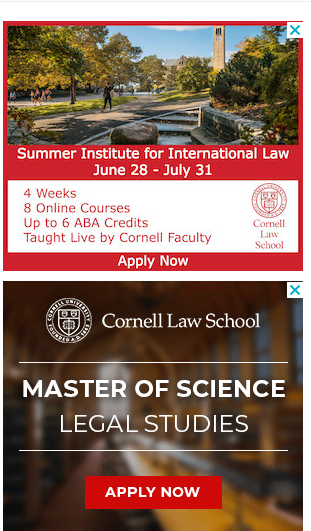 Summer Institute for International Law
June 28 - July 31
4 Weeks
8 Online Courses
Up to 6 ABA Credits
Taught Live by Cornell Faculty
Cornell
Law
School
Apply Now
CORNELL UNIVERSITY
FOUNDED A.D. 1865
Cornell Law School
MASTER OF SCIENCE
LEGAL STUDIES
APPLY NOW